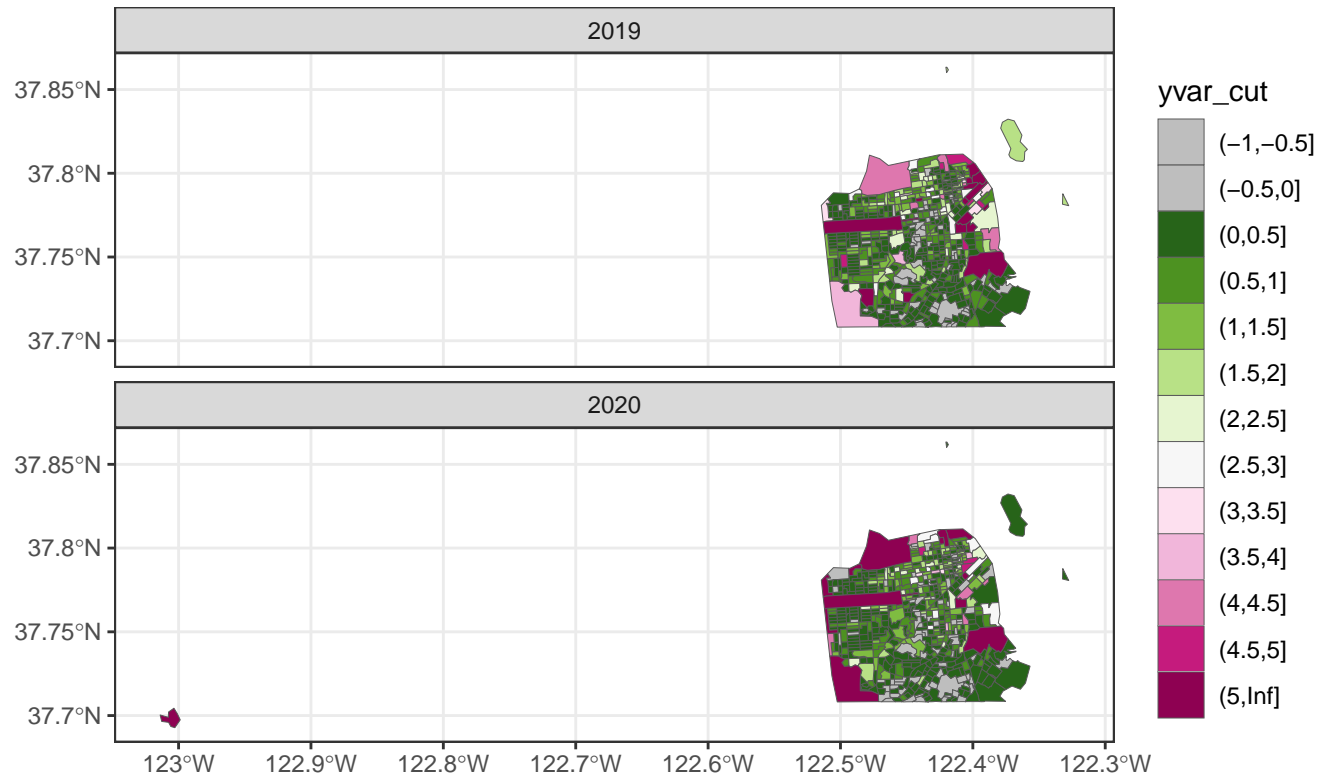 2019
37.85°N
37.8°N
37.75°N
37.7°N
2020
37.85°N
37.8°N
37.75°N
37.7°N
123°W 122.9°W 122.8°W 122.7°W 122.6°W 122.5°W 122.4°W 122.3°W
yvar_cut
(−1,−0.5]
(−0.5,0]
(0,0.5]
(0.5,1]
(1,1.5]
(1.5,2]
(2,2.5]
(2.5,3]
(3,3.5]
(3.5,4]
(4,4.5]
(4.5,5]
(5,Inf]